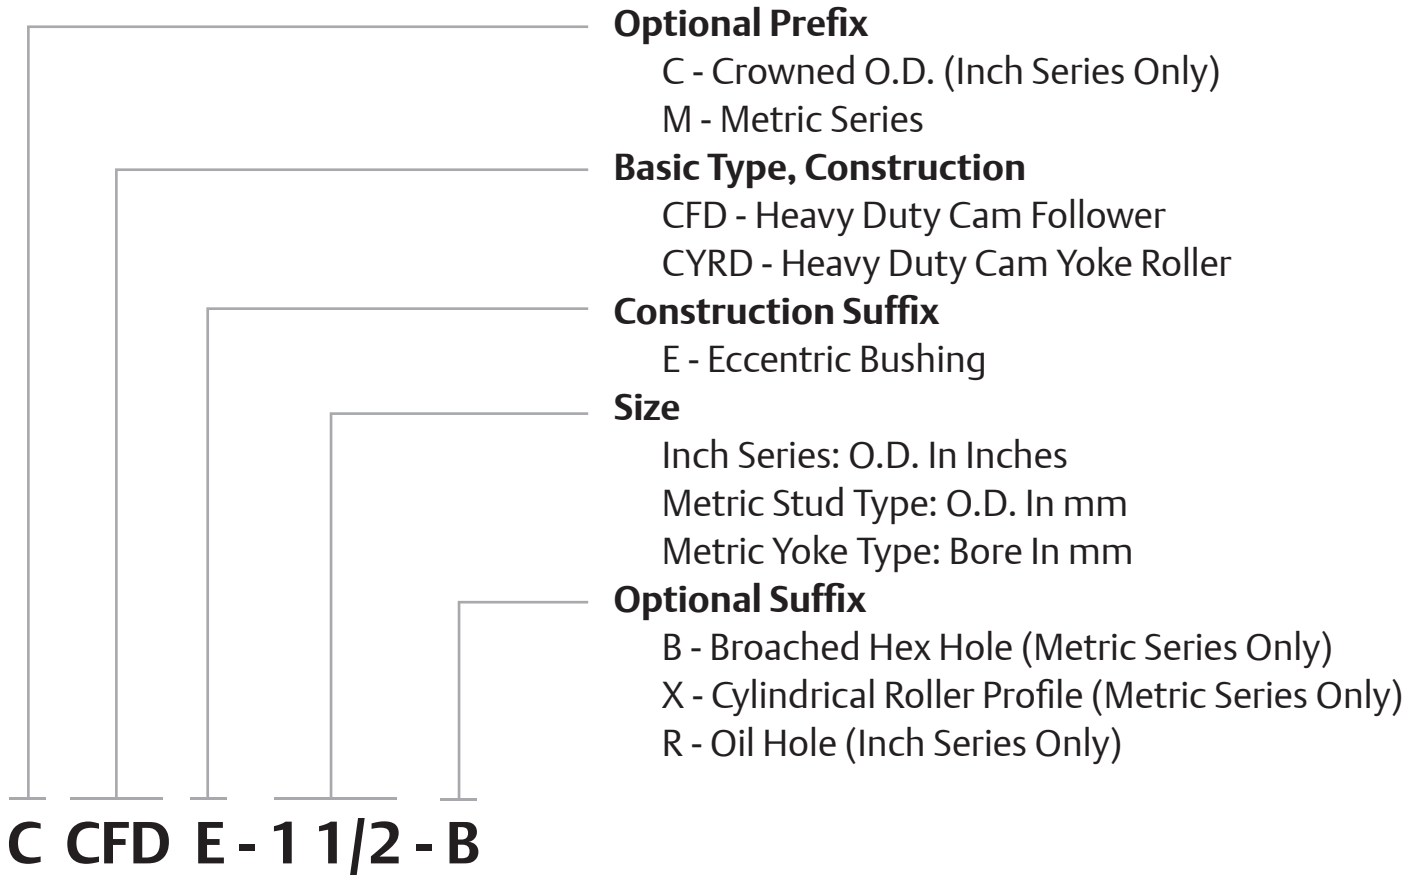 Optional Prefix
C - Crowned O.D. (Inch Series Only)
M - Metric Series
Basic Type, Construction
CFD - Heavy Duty Cam Follower
CYRD - Heavy Duty Cam Yoke Roller
Construction Suffix
E - Eccentric Bushing
Size
Inch Series: O.D. In Inches
Metric Stud Type: O.D. In mm
Metric Yoke Type: Bore In mm
Optional Suffix
B - Broached Hex Hole (Metric Series Only)
X - Cylindrical Roller Profile (Metric Series Only)
R - Oil Hole (Inch Series Only)
C CFD E - 1 1/2 - B